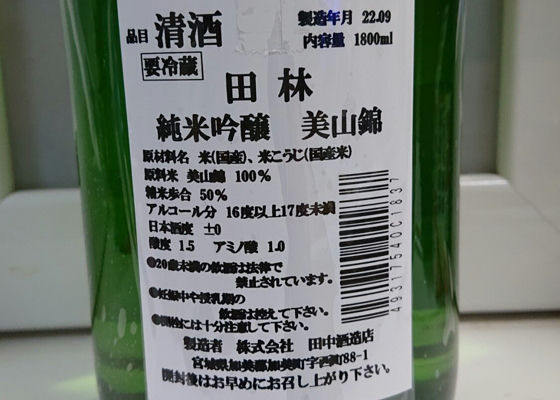 品目 清酒 製造年月 22.09
要冷蔵 内容量 1800ml
田 林
純米吟醸 美山錦
原材料名 米(国産)、米こうじ(国産米)
原料米 美山錦 100%
精米歩合 50%
アルコール分 16度以上17度未満
日本酒度 ±0
酸度 1.5 アミノ酸 1.0
●20歳未満の飲酒は法律で
禁止されています。
●妊娠中や授乳期の
飲酒は控えて下さい。
●開栓には十分注意して下さい。
製造者 株式会社 田中酒造店
宮城県加美郡加美町字西町88-1
開封後はお早めにお召し上がり下さい。